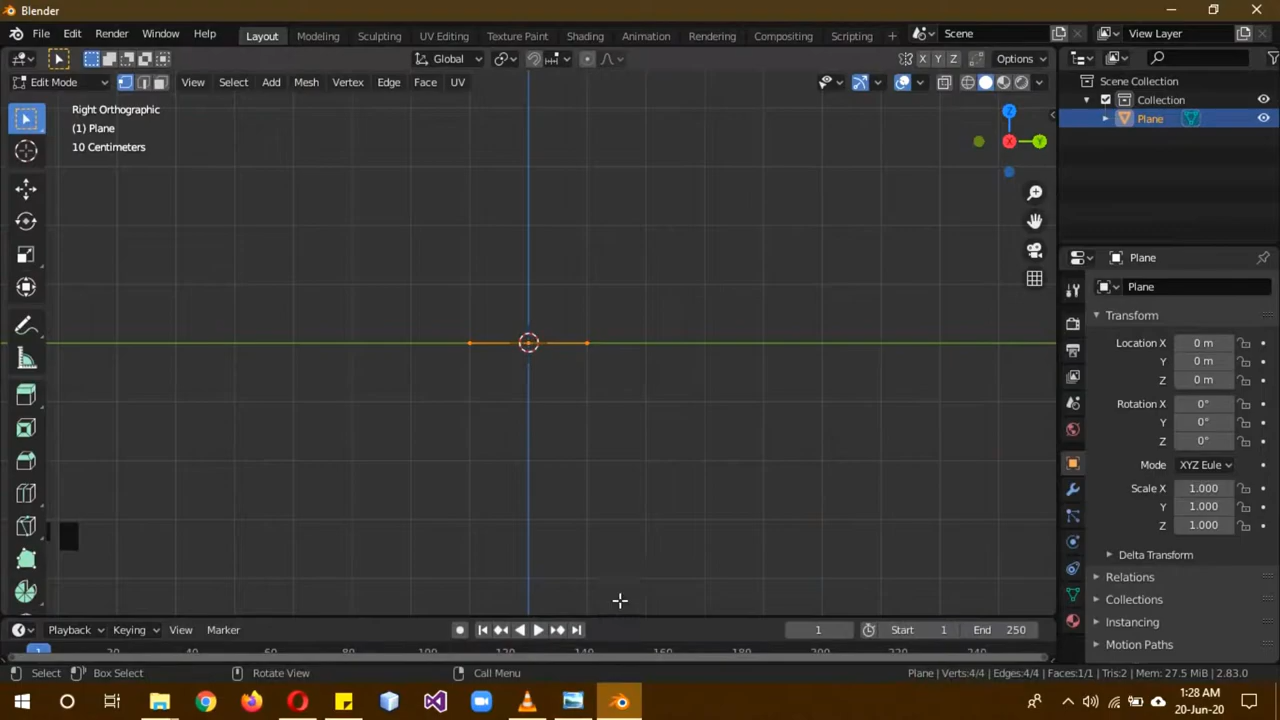 Blender
File Edit Render Window Help Layout Modeling Sculpting UV Editing Texture Paint Shading Animation Rendering Compositing Scripting + Scene View Layer
Global X Y Z Options
Edit Mode View Select Add Mesh Vertex Edge Face UV
Right Orthographic
(1) Plane
10 Centimeters
Z
X Y
Scene Collection
Collection
Plane
Plane
Plane
Transform
Location X 0 m
Y 0 m
Z 0 m
Rotation X 0°
Y 0°
Z 0°
Mode XYZ Eule
Scale X 1.000
Y 1.000
Z 1.000
Delta Transform
Relations
Collections
Instancing
Motion Paths
Playback Keying View Marker 1 Start 1 End 250
1 20 40 60 80 100 120 140 160 180 200 220 240
Select Box Select Rotate View Call Menu Plane | Verts:4/4 | Edges:4/4 | Faces:1/1 | Tris:2 | Mem: 27.5 MiB | 2.83.0
1:28 AM
20-Jun-20